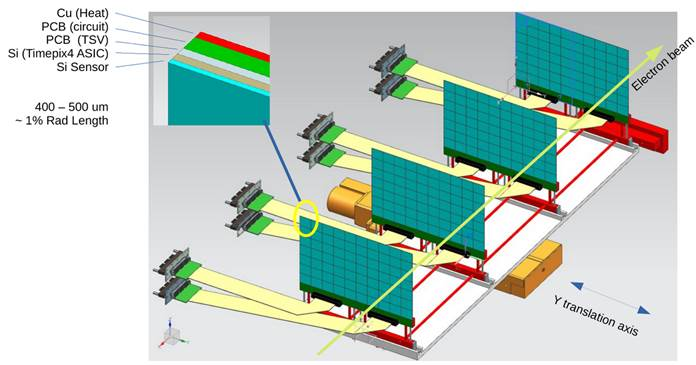 Cu (Heat)
PCB (circuit)
PCB  (TSV)
Si (Timepix4 ASIC)
Si Sensor
400 – 500 um
~ 1% Rad Length
Electron beam
Y translation axis